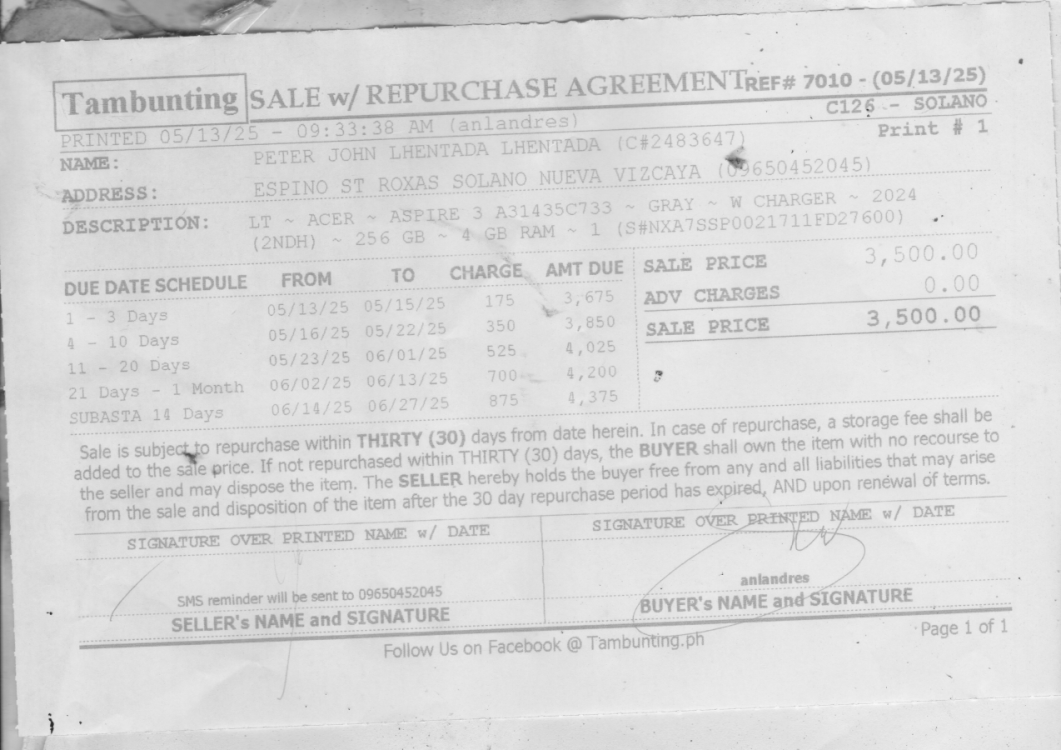 Tambunting SALE w/ REPURCHASE AGREEMENT REF# 7010 - (05/13/25)
C126 - SOLANO
PRINTED 05/13/25 - 09:33:38 AM (anlandres)
Print # 1
NAME: PETER JOHN LHENTADA LHENTADA (C#2483647)
ADDRESS: ESPINO ST ROXAS SOLANO NUEVA VIZCAYA (09650452045)
DESCRIPTION: LT ~ ACER ~ ASPIRE 3 A31435C733 ~ GRAY ~ W CHARGER ~ 2024
(2NDH) ~ 256 GB ~ 4 GB RAM ~ 1 (S#NXA7SSP0021711FD27600)
DUE DATE SCHEDULE FROM TO CHARGE AMT DUE
1 - 3 Days 05/13/25 05/15/25 175 3,675
4 - 10 Days 05/16/25 05/22/25 350 3,850
11 - 20 Days 05/23/25 06/01/25 525 4,025
21 Days - 1 Month 06/02/25 06/13/25 700 4,200
SUBASTA 14 Days 06/14/25 06/27/25 875 4,375
SALE PRICE 3,500.00
ADV CHARGES 0.00
SALE PRICE 3,500.00
Sale is subject to repurchase within THIRTY (30) days from date herein. In case of repurchase, a storage fee shall be
added to the sale price. If not repurchased within THIRTY (30) days, the BUYER shall own the item with no recourse to
the seller and may dispose the item. The SELLER hereby holds the buyer free from any and all liabilities that may arise
from the sale and disposition of the item after the 30 day repurchase period has expired, AND upon renewal of terms.
SIGNATURE OVER PRINTED NAME w/ DATE
SMS reminder will be sent to 09650452045
SELLER's NAME and SIGNATURE
SIGNATURE OVER PRINTED NAME w/ DATE
anlandres
BUYER's NAME and SIGNATURE
Follow Us on Facebook @ Tambunting.ph
Page 1 of 1